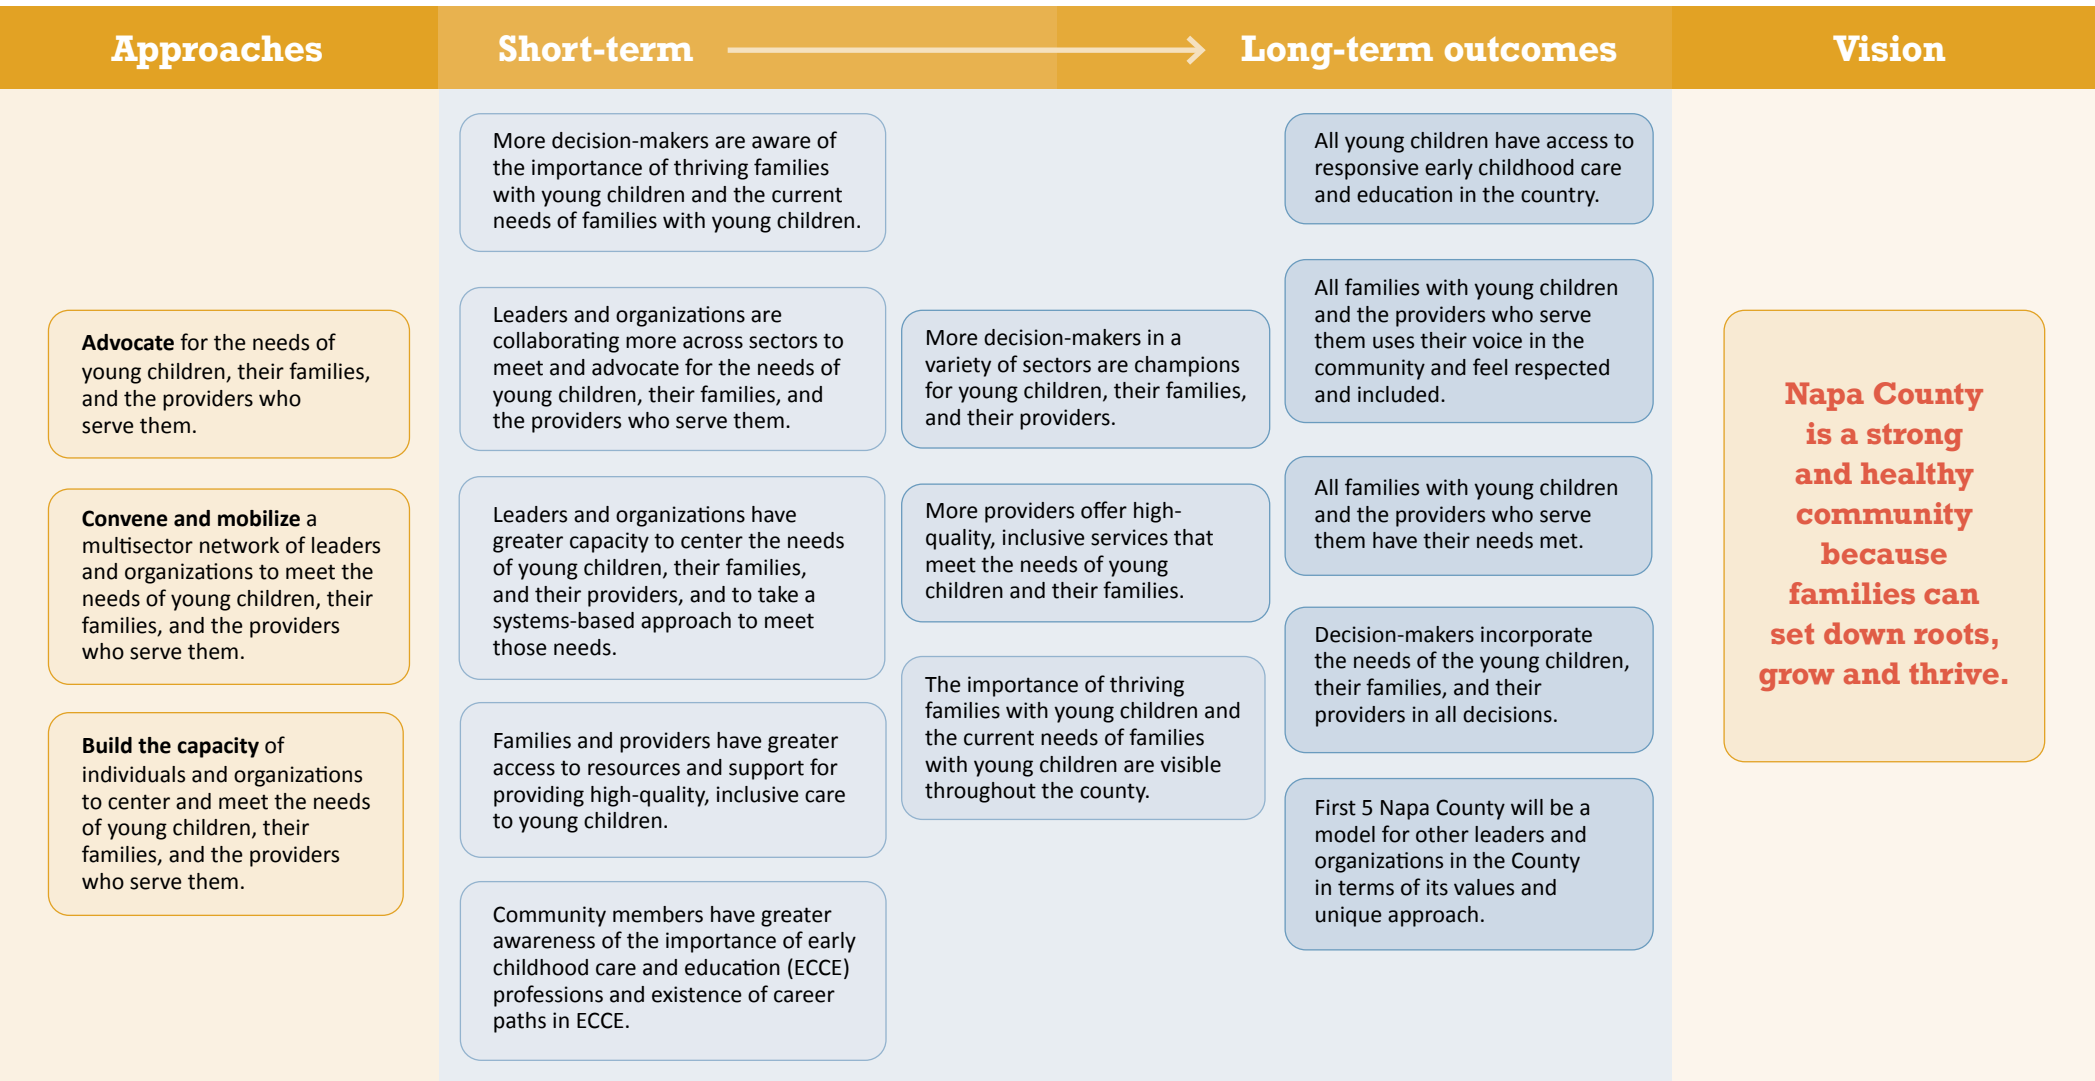 Approaches
Short-term
Long-term outcomes
Vision
Advocate for the needs of
young children, their families,
and the providers who
serve them.
Convene and mobilize a
multisector network of leaders
and organizations to meet the
needs of young children, their
families, and the providers
who serve them.
Build the capacity of
individuals and organizations
to center and meet the needs
of young children, their
families, and the providers
who serve them.
More decision-makers are aware of
the importance of thriving families
with young children and the current
needs of families with young children.
Leaders and organizations are
collaborating more across sectors to
meet and advocate for the needs of
young children, their families, and
the providers who serve them.
Leaders and organizations have
greater capacity to center the needs
of young children, their families,
and their providers, and to take a
systems-based approach to meet
those needs.
Families and providers have greater
access to resources and support for
providing high-quality, inclusive care
to young children.
Community members have greater
awareness of the importance of early
childhood care and education (ECCE)
professions and existence of career
paths in ECCE.
More decision-makers in a
variety of sectors are champions
for young children, their families,
and their providers.
More providers offer high-
quality, inclusive services that
meet the needs of young
children and their families.
The importance of thriving
families with young children and
the current needs of families
with young children are visible
throughout the county.
All young children have access to
responsive early childhood care
and education in the country.
All families with young children
and the providers who serve
them uses their voice in the
community and feel respected
and included.
All families with young children
and the providers who serve
them have their needs met.
Decision-makers incorporate
the needs of the young children,
their families, and their
providers in all decisions.
First 5 Napa County will be a
model for other leaders and
organizations in the County
in terms of its values and
unique approach.
Napa County
is a strong
and healthy
community
because
families can
set down roots,
grow and thrive.